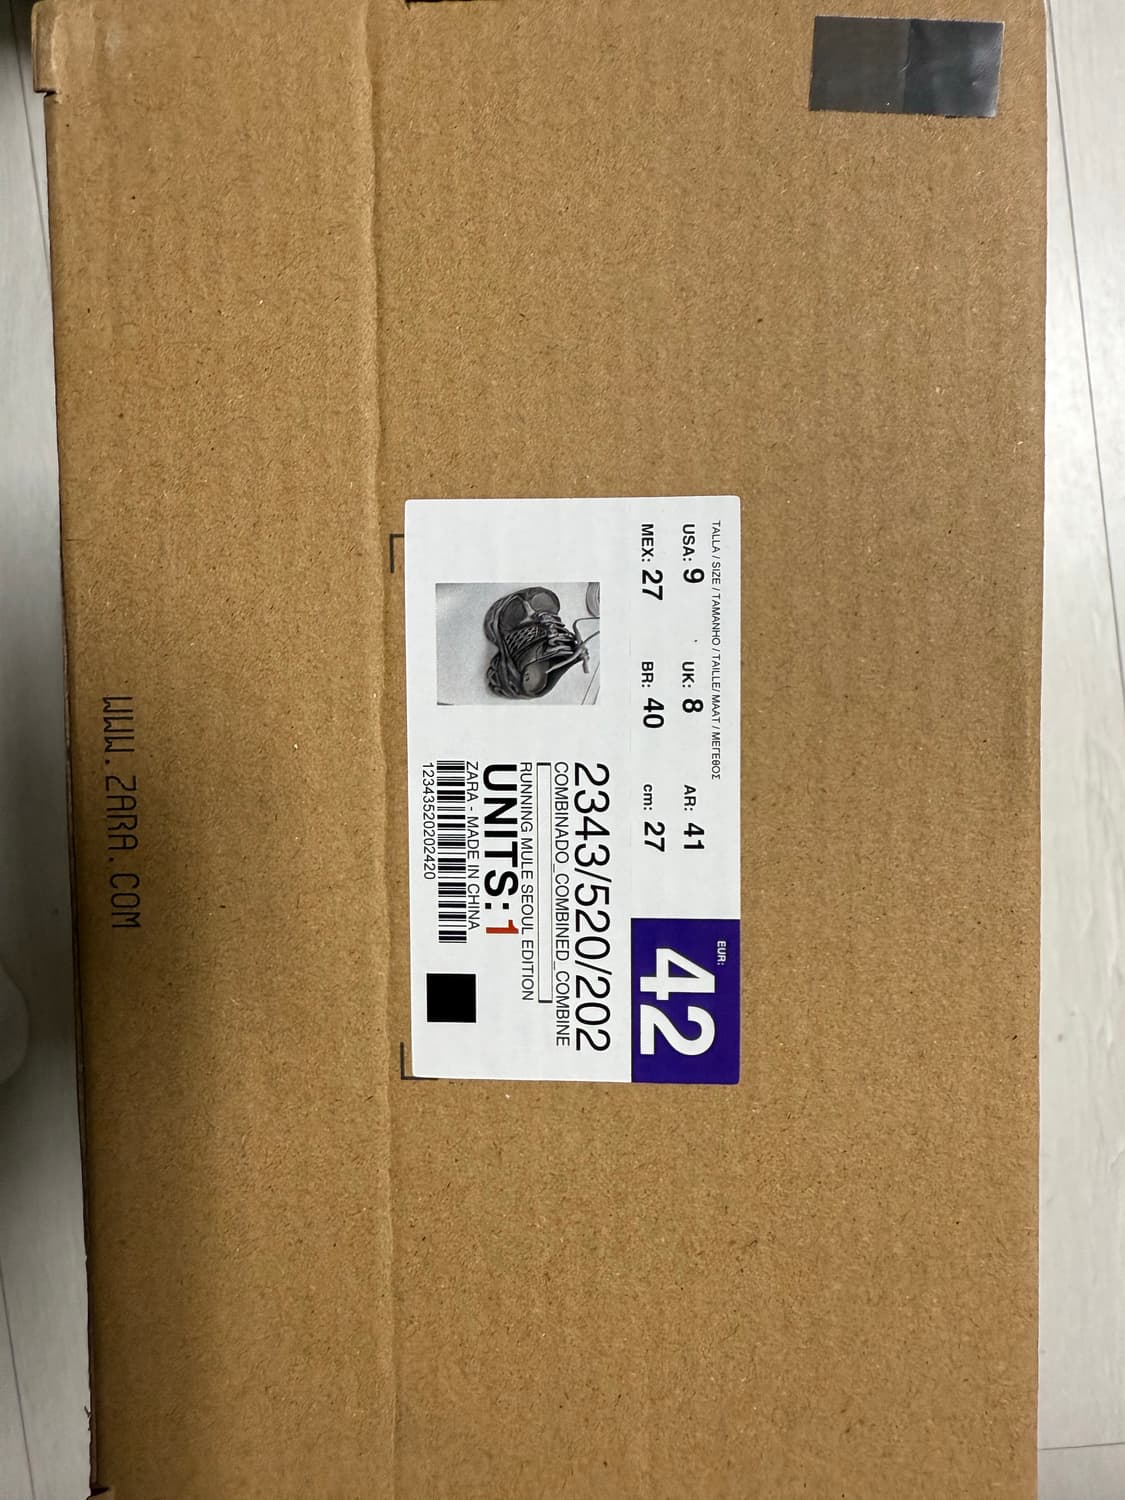 TALLA / SIZE / TAMANHO / TAILLE/ MAAT / ΜΕΓΕΘΟΣ
USA: 9 UK: 8 AR: 41
MEX: 27 BR: 40 cm: 27
EUR:
42
2343/520/202
COMBINADO_COMBINED_COMBINE
RUNNING MULE SEOUL EDITION
UNITS: 1
ZARA - MADE IN CHINA
12343520202420
WWW.ZARA.COM